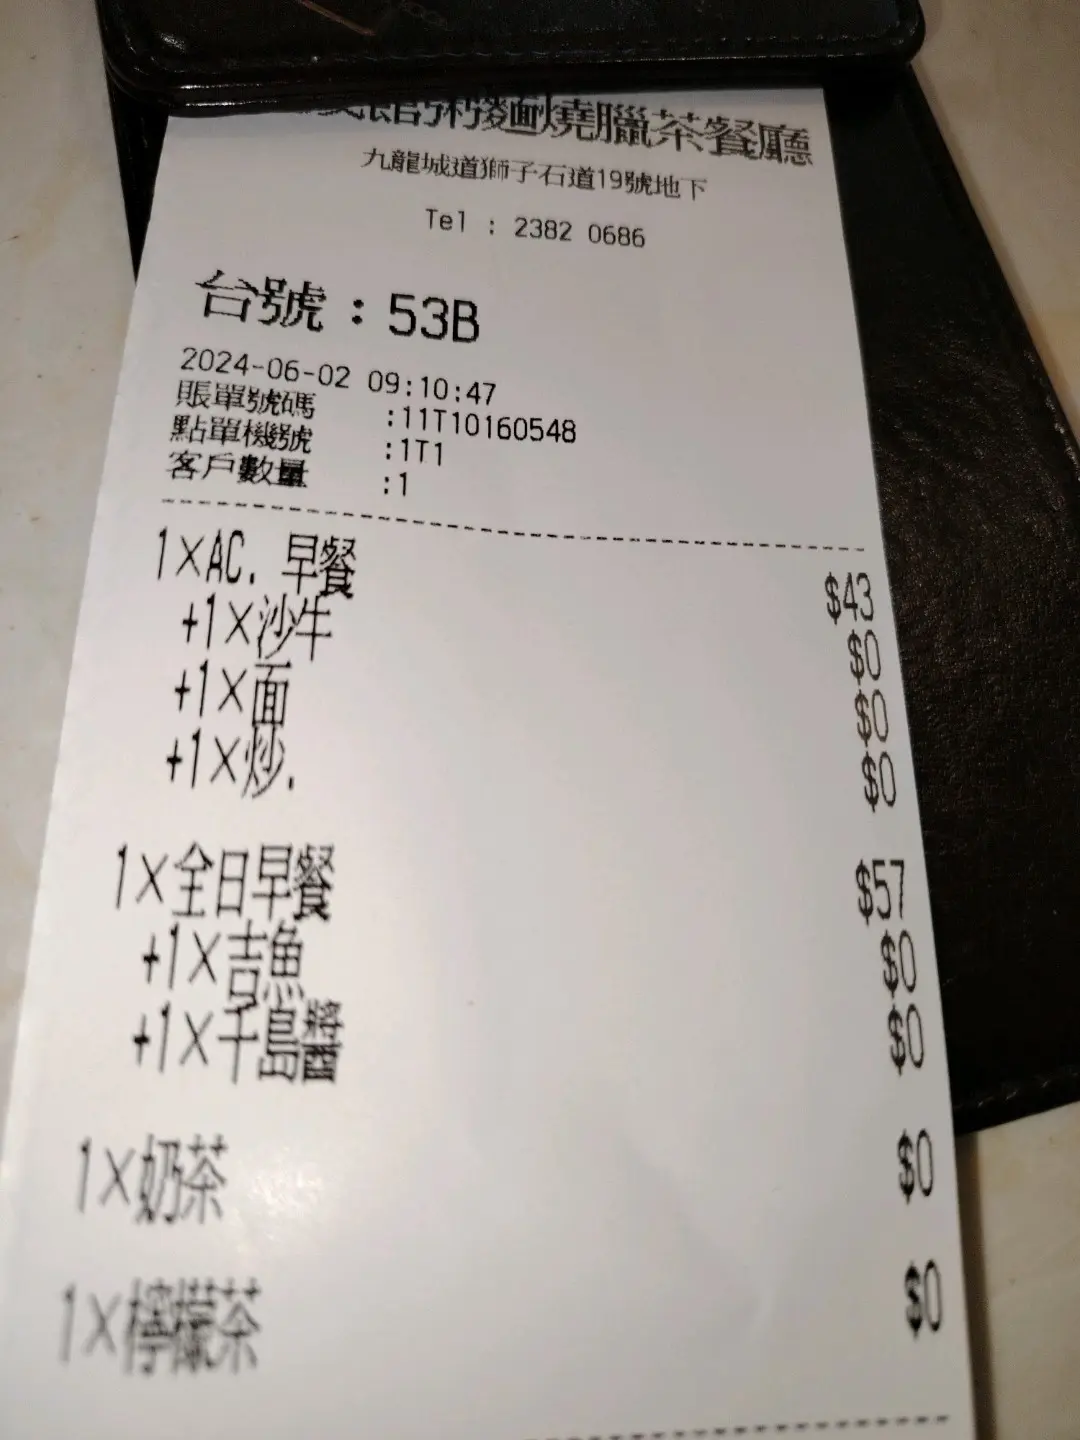 粥麵燒臘茶餐廳
九龍城道獅子石道19號地下
Tel : 2382 0686
台號 : 53B
2024-06-02 09:10:47
賬單號碼 :11T10160548
點單機號 :1T1
客戶數量 :1
1×AC. 早餐 $43
+1×沙牛 $0
+1×面 $0
+1×炒. $0
1×全日早餐 $57
+1×吉魚 $0
+1×千島醬 $0
1×奶茶 $0
1×檸檬茶 $0